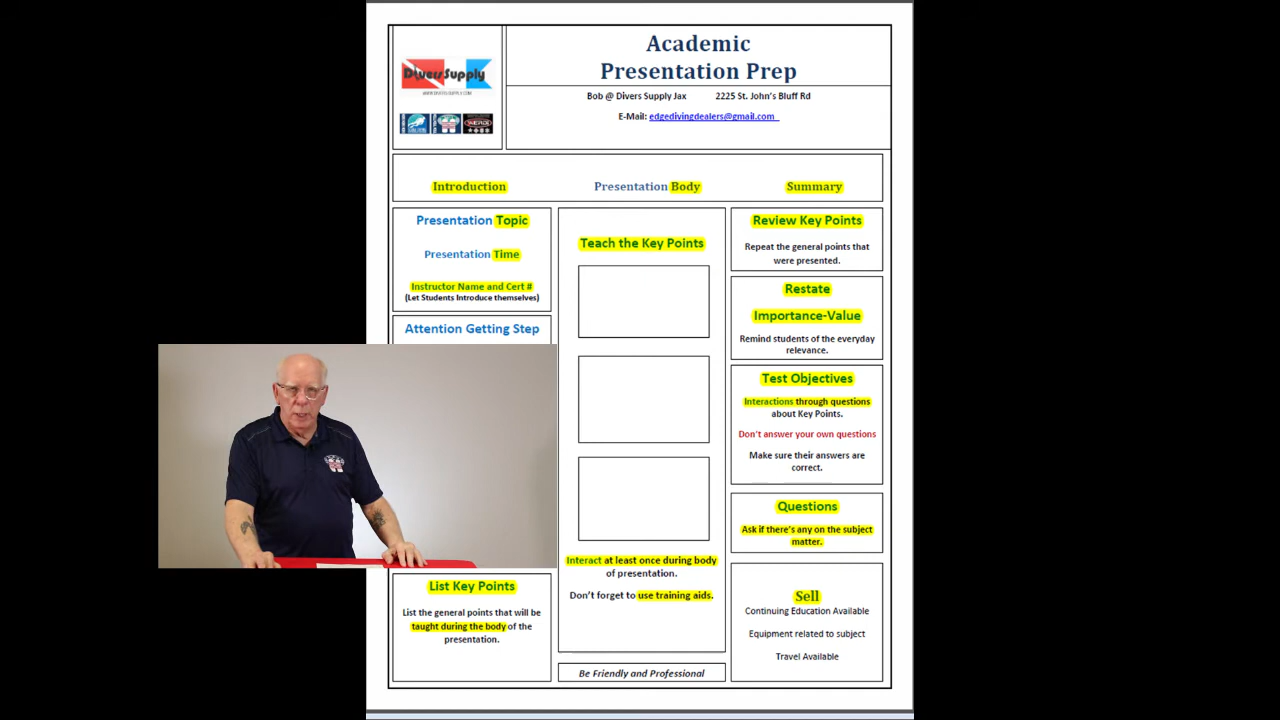 Academic
Presentation Prep
Divers Supply
WWW.DIVERSSUPPLY.COM
Bob @ Divers Supply Jax 2225 St. John's Bluff Rd
E-Mail: edgedivingdealers@gmail.com
Introduction
Presentation Body
Summary
Presentation Topic
Presentation Time
Instructor Name and Cert #
(Let Students Introduce themselves)
Attention Getting Step
List Key Points
List the general points that will be
taught during the body of the
presentation.
Teach the Key Points
Interact at least once during body
of presentation.
Don't forget to use training aids.
Be Friendly and Professional
Review Key Points
Repeat the general points that
were presented.
Restate
Importance-Value
Remind students of the everyday
relevance.
Test Objectives
Interactions through questions
about Key Points.
Don't answer your own questions
Make sure their answers are
correct.
Questions
Ask if there's any on the subject
matter.
Sell
Continuing Education Available
Equipment related to subject
Travel Available